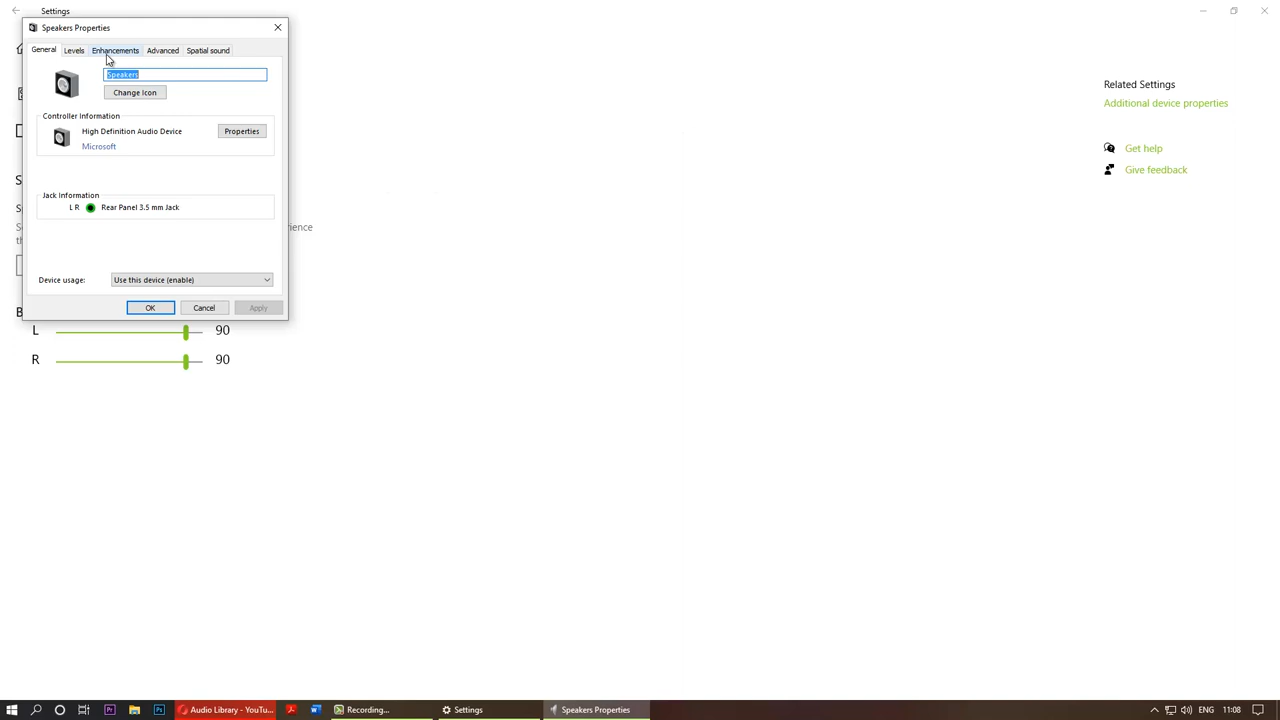 Settings
Speakers Properties
General Levels Enhancements Advanced Spatial sound
Speakers
Change Icon
Controller Information
High Definition Audio Device
Properties
Microsoft
Jack Information
L R Rear Panel 3.5 mm Jack
ience
Device usage: Use this device (enable)
OK Cancel Apply
L 90
R 90
Related Settings
Additional device properties
Get help
Give feedback
Audio Library - YouTu... Recording... Settings Speakers Properties ENG 11:08